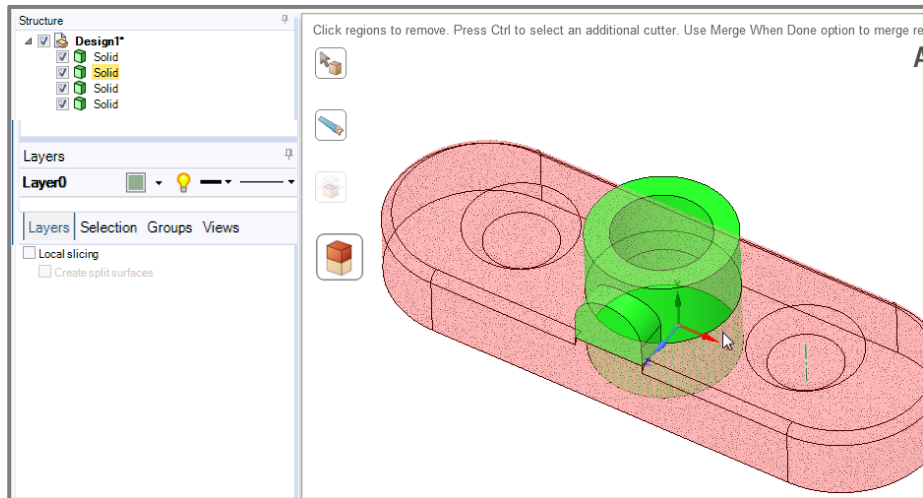 Structure
Design1*
Solid
Solid
Solid
Solid
Layers
Layer0
Layers Selection Groups Views
Local slicing
Create split surfaces
Click regions to remove. Press Ctrl to select an additional cutter. Use Merge When Done option to merge re
A
Y